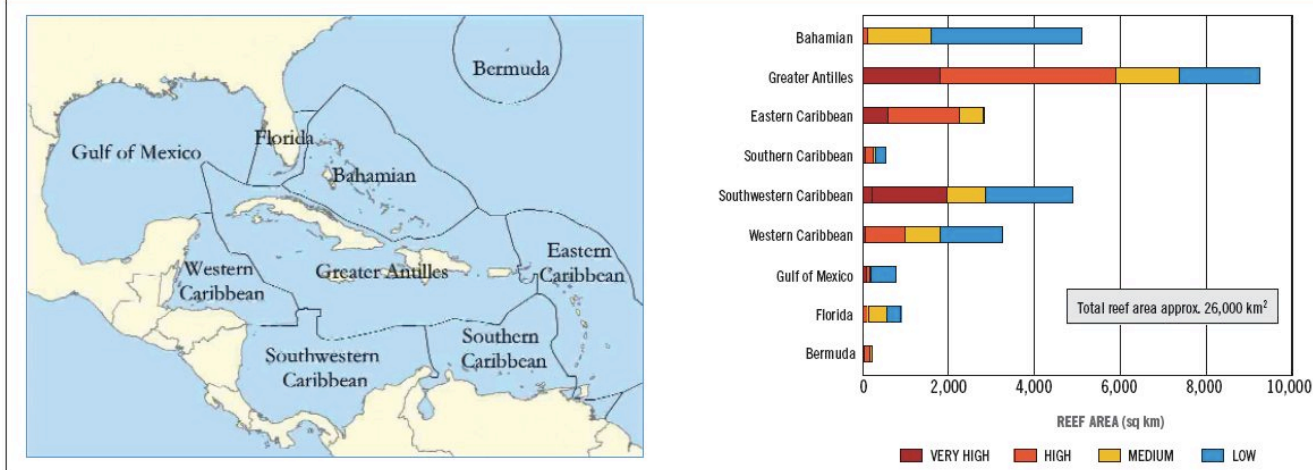 Bermuda
Florida
Gulf of Mexico
Bahamian
Eastern
Caribbean
Western
Caribbean
Greater Antilles
Southern
Caribbean
Southwestern
Caribbean
Bahamian
Greater Antilles
Eastern Caribbean
Southern Caribbean
Southwestern Caribbean
Western Caribbean
Gulf of Mexico
Florida
Bermuda
Total reef area approx. 26,000 km²
0 2,000 4,000 6,000 8,000 10,000
REEF AREA (sq km)
VERY HIGH HIGH MEDIUM LOW